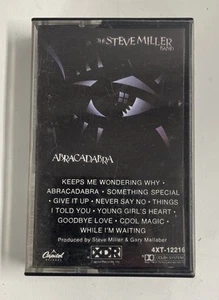 THE STEVE MILLER
BAND
ABRACADABRA
KEEPS ME WONDERING WHY •
ABRACADABRA • SOMETHING SPECIAL
• GIVE IT UP • NEVER SAY NO • THINGS
I TOLD YOU • YOUNG GIRL'S HEART •
GOODBYE LOVE • COOL MAGIC •
WHILE I'M WAITING
Produced by Steve Miller & Gary Mallaber
4XT-12216
Capitol
XDR